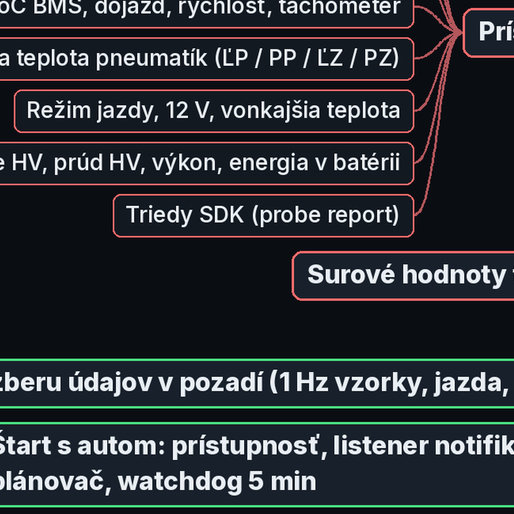 BMS, dojazd, rýchlosť, tachometer
Prí
a teplota pneumatík (ĽP / PP / ĽZ / PZ)
Režim jazdy, 12 V, vonkajšia teplota
e HV, prúd HV, výkon, energia v batérii
Triedy SDK (probe report)
Surové hodnoty
zberu údajov v pozadí (1 Hz vzorky, jazda,
Štart s autom: prístupnosť, listener notifik
plánovač, watchdog 5 min